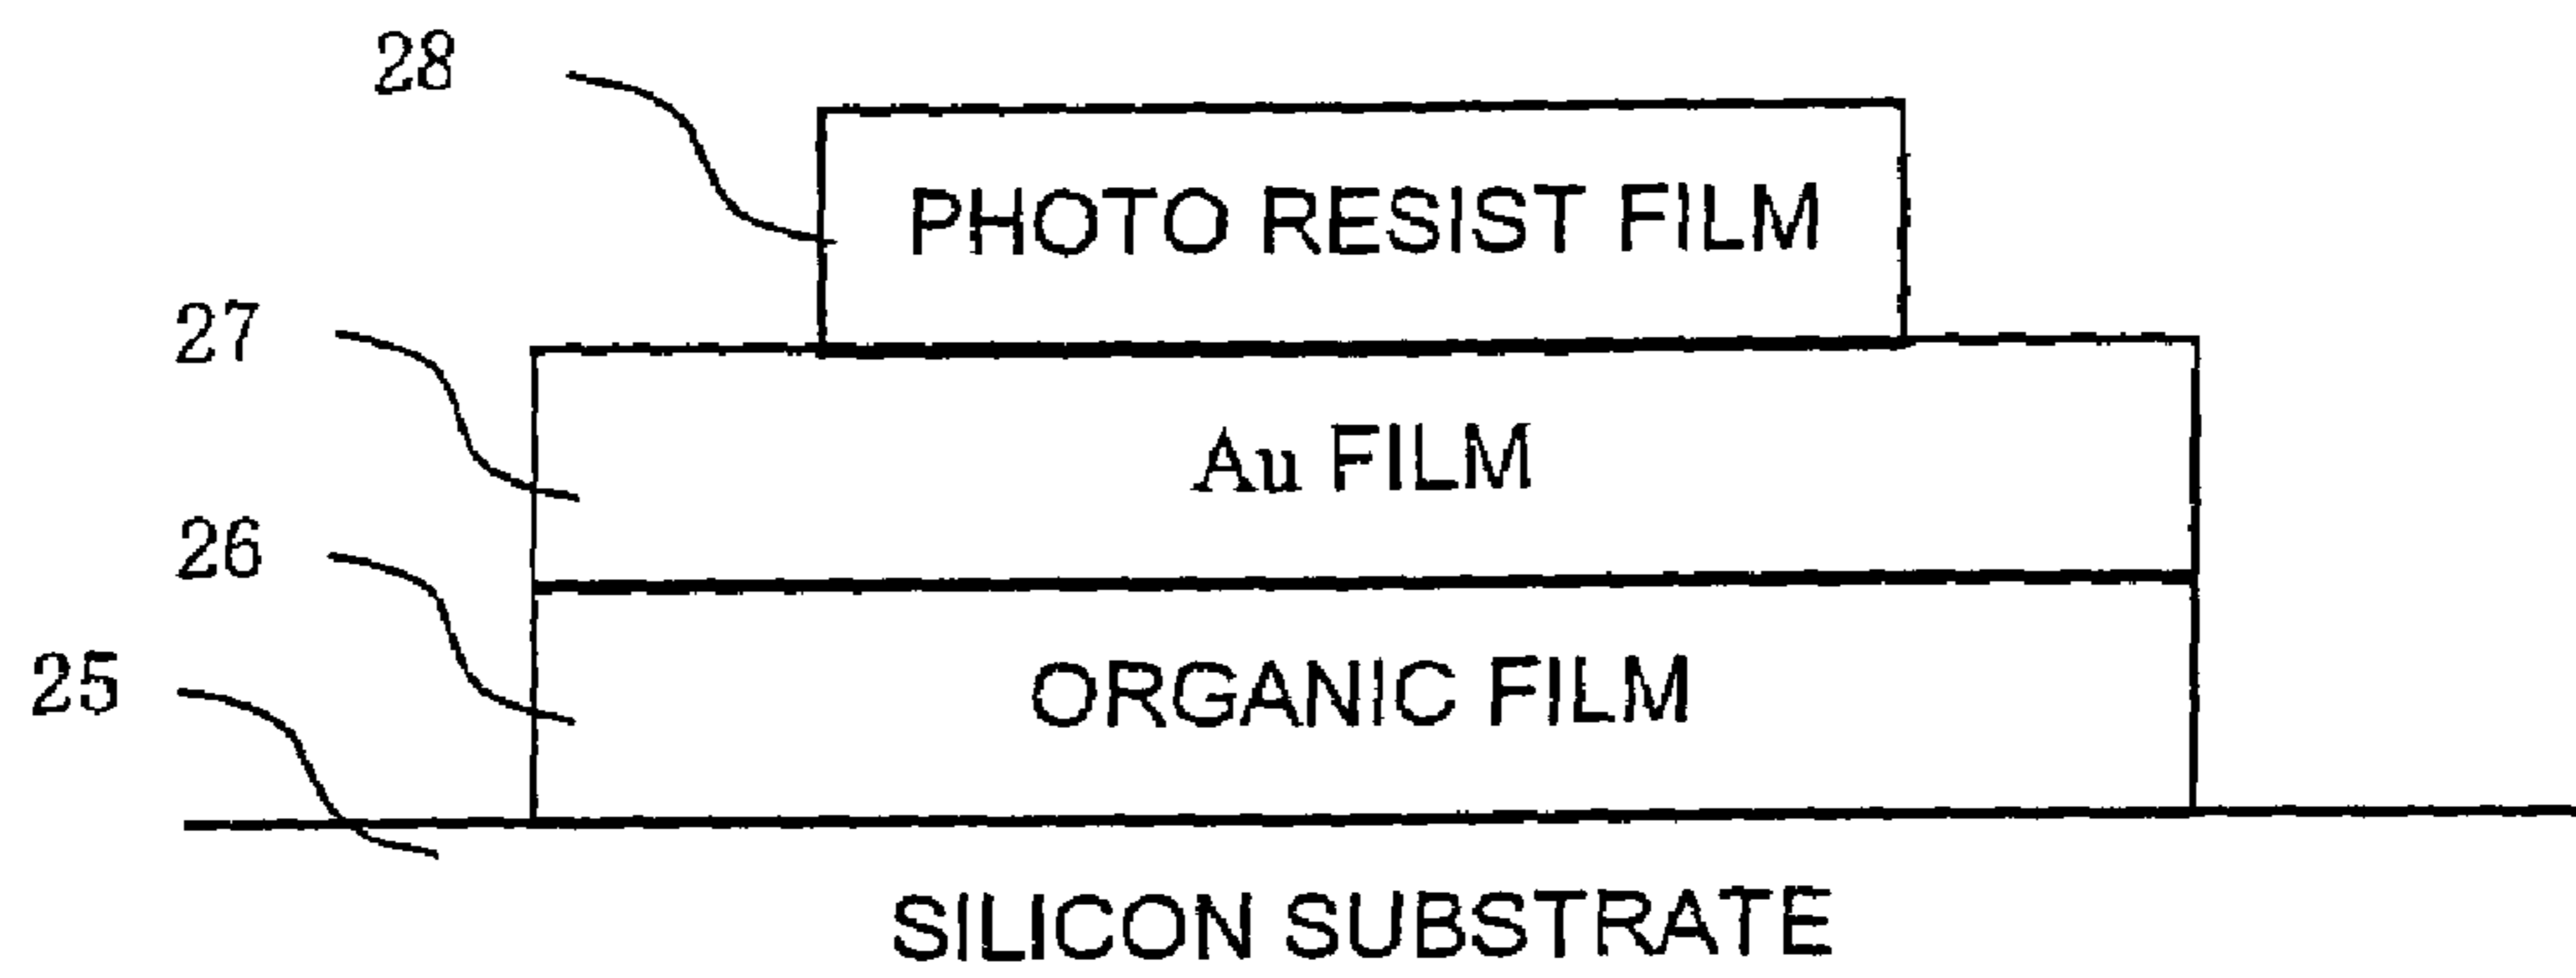 28
PHOTO RESIST FILM
27
Au FILM
26
ORGANIC FILM
25
SILICON SUBSTRATE